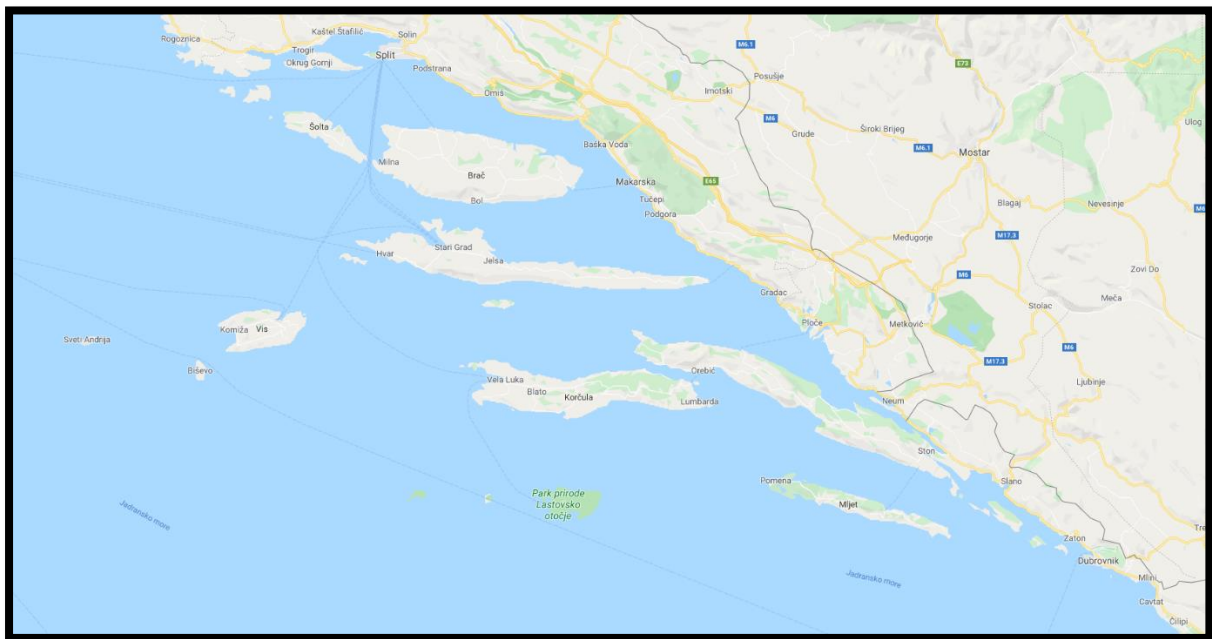 Kaštel Štafilić
Solin
Rogoznica
Trogir
Split
Okrug Gornji
Podstrana
M6.1
E73
Posušje
Imotski
Omiš
M6
Grude
Široki Brijeg
Ulog
Šolta
Baška Voda
M6.1
Mostar
Milna
Brač
Makarska
E65
Tučepi
Bol
Podgora
Blagaj
Nevesinje
M6
M17.3
Međugorje
Stari Grad
Hvar
Jelsa
Zovi Do
M6
Gradac
Meča
Stolac
Ploče
Metković
Komiža
Vis
Sveti Andrija
M6
M17.3
Biševo
Orebić
Vela Luka
Blato
Korčula
Lumbarda
Neum
Ljubinje
Ston
Pomena
Slano
Park prirode
Lastovsko
otočje
Mljet
Jadransko more
Tre
Zaton
Dubrovnik
Jadransko more
Mlini
Cavtat
Čilipi